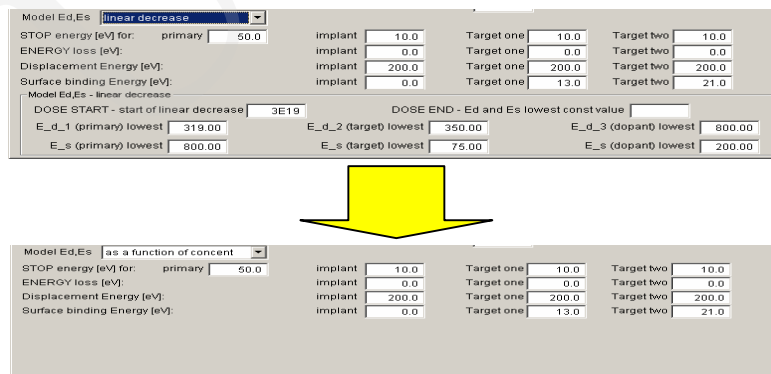 Model Ed,Es linear decrease
STOP energy [eV] for: primary 50.0 implant 10.0 Target one 10.0 Target two 10.0
ENERGY loss [eV]: implant 0.0 Target one 0.0 Target two 0.0
Displacement Energy [eV]: implant 200.0 Target one 200.0 Target two 200.0
Surface binding Energy [eV]: implant 0.0 Target one 13.0 Target two 21.0
Model Ed,Es - linear decrease
DOSE START - start of linear decrease 3E19 DOSE END - Ed and Es lowest const value
E_d_1 (primary) lowest 319.00 E_d_2 (target) lowest 350.00 E_d_3 (dopant) lowest 800.00
E_s (primary) lowest 800.00 E_s (target) lowest 75.00 E_s (dopant) lowest 200.00
Model Ed,Es as a function of concent
STOP energy [eV] for: primary 50.0 implant 10.0 Target one 10.0 Target two 10.0
ENERGY loss [eV]: implant 0.0 Target one 0.0 Target two 0.0
Displacement Energy [eV]: implant 200.0 Target one 200.0 Target two 200.0
Surface binding Energy [eV]: implant 0.0 Target one 13.0 Target two 21.0